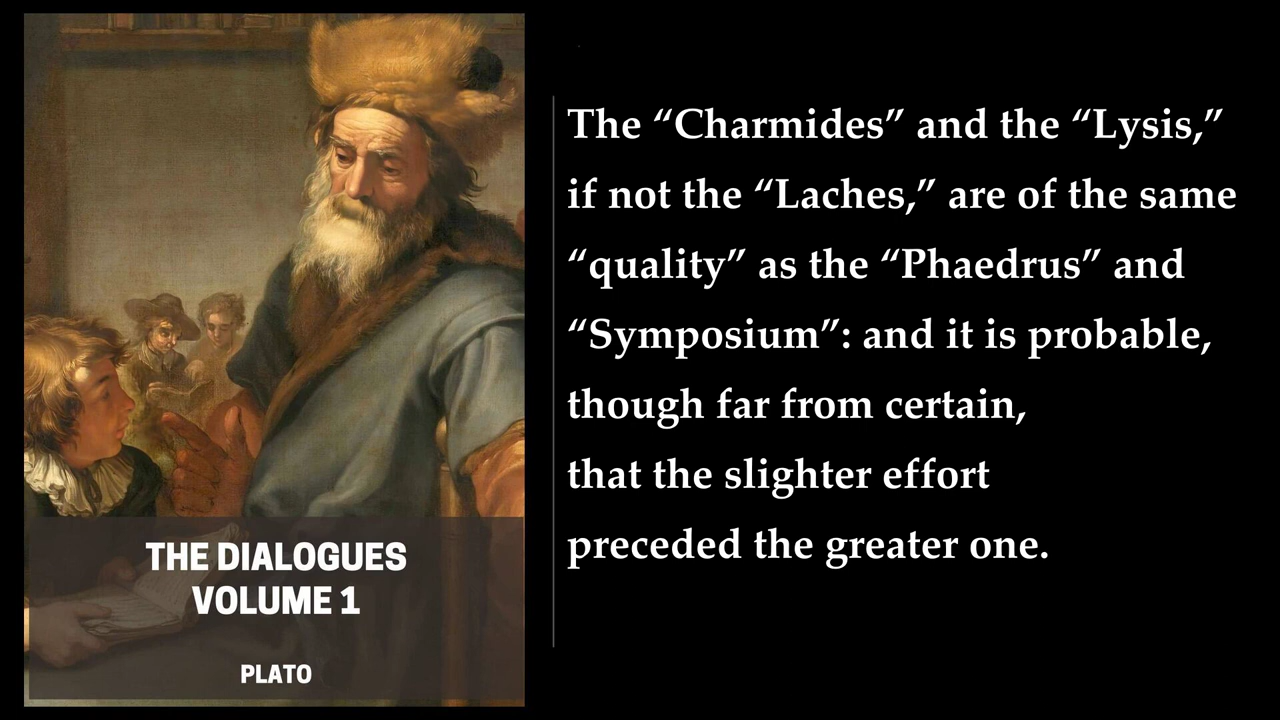 THE DIALOGUES
VOLUME 1
PLATO
The “Charmides” and the “Lysis,”
if not the “Laches,” are of the same
“quality” as the “Phaedrus” and
“Symposium”: and it is probable,
though far from certain,
that the slighter effort
preceded the greater one.